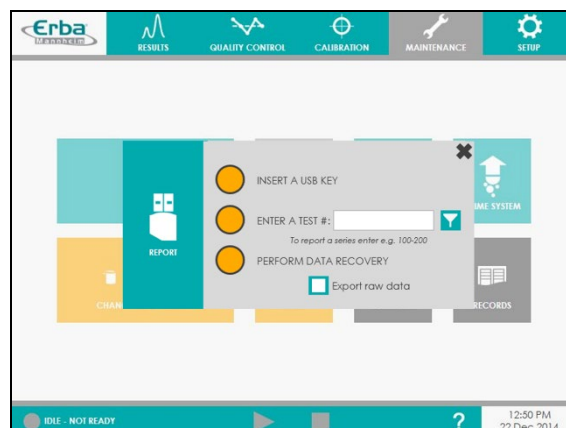 Erba
Mannheim
RESULTS
QUALITY CONTROL
CALIBRATION
MAINTENANCE
SETUP
INSERT A USB KEY
ENTER A TEST #:
To report a series enter e.g. 100-200
REPORT
PERFORM DATA RECOVERY
Export raw data
IME SYSTEM
CHAN
RECORDS
IDLE - NOT READY
?
12:50 PM
22 Dec 2014